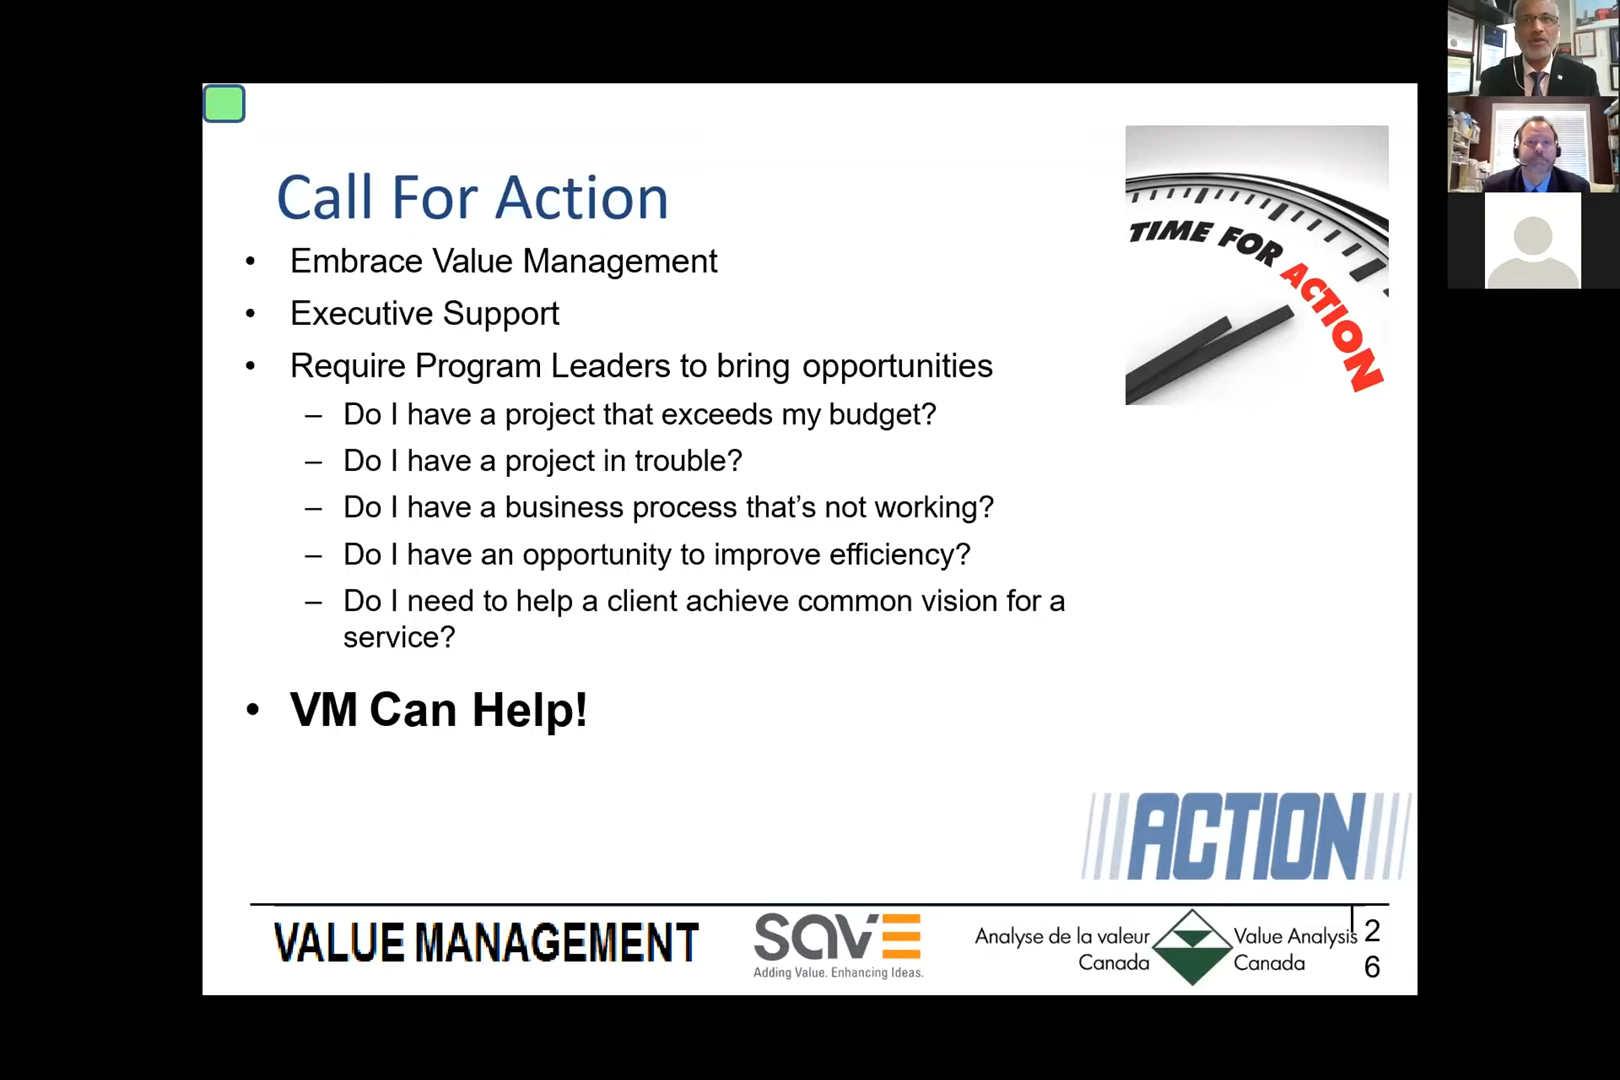 Call For Action
TIME FOR ACTION
• Embrace Value Management
• Executive Support
• Require Program Leaders to bring opportunities
– Do I have a project that exceeds my budget?
– Do I have a project in trouble?
– Do I have a business process that’s not working?
– Do I have an opportunity to improve efficiency?
– Do I need to help a client achieve common vision for a
service?
• VM Can Help!
ACTION
VALUE MANAGEMENT
SAVE
Adding Value. Enhancing Ideas.
Analyse de la valeur
Canada
Value Analysis
Canada
2
6